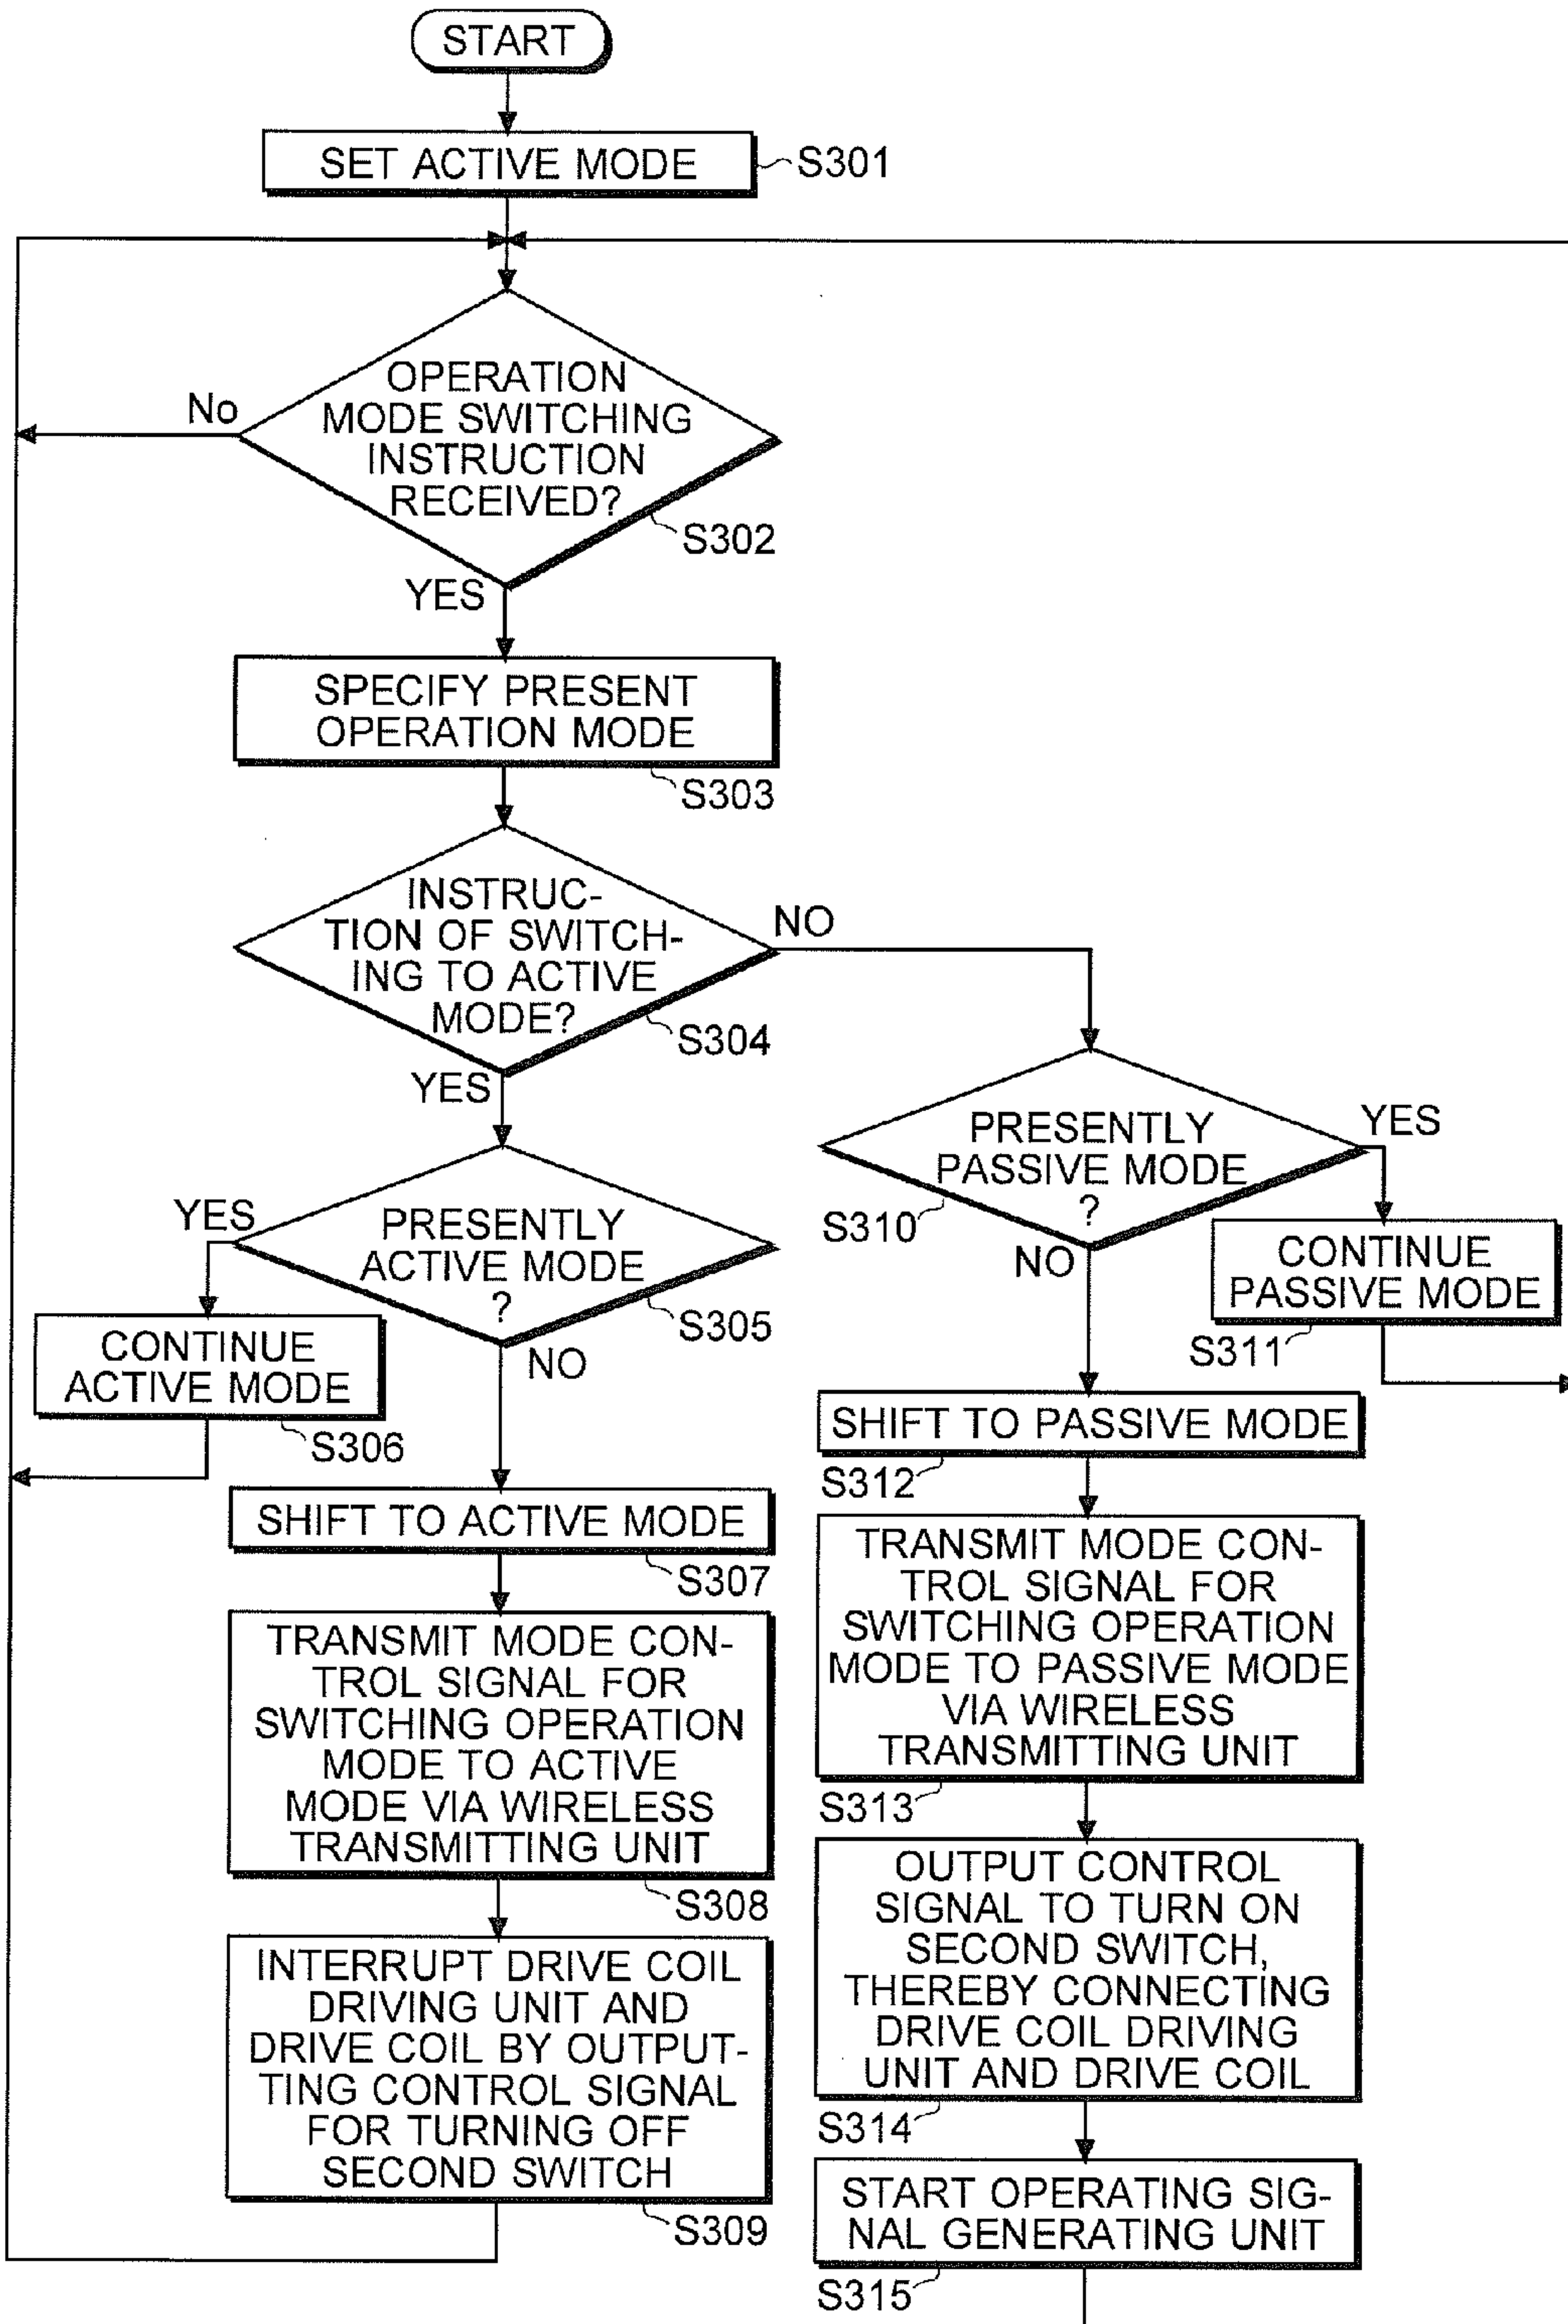 START
SET ACTIVE MODE
S301
OPERATION
MODE SWITCHING
INSTRUCTION
RECEIVED?
No
S302
YES
SPECIFY PRESENT
OPERATION MODE
S303
INSTRUC-
TION OF SWITCH-
ING TO ACTIVE
MODE?
NO
S304
YES
PRESENTLY
ACTIVE MODE
?
YES
S305
NO
CONTINUE
ACTIVE MODE
S306
SHIFT TO ACTIVE MODE
S307
TRANSMIT MODE CON-
TROL SIGNAL FOR
SWITCHING OPERATION
MODE TO ACTIVE
MODE VIA WIRELESS
TRANSMITTING UNIT
S308
INTERRUPT DRIVE COIL
DRIVING UNIT AND
DRIVE COIL BY OUTPUT-
TING CONTROL SIGNAL
FOR TURNING OFF
SECOND SWITCH
S309
PRESENTLY
PASSIVE MODE
?
YES
S310
NO
CONTINUE
PASSIVE MODE
S311
SHIFT TO PASSIVE MODE
S312
TRANSMIT MODE CON-
TROL SIGNAL FOR
SWITCHING OPERATION
MODE TO PASSIVE MODE
VIA WIRELESS
TRANSMITTING UNIT
S313
OUTPUT CONTROL
SIGNAL TO TURN ON
SECOND SWITCH,
THEREBY CONNECTING
DRIVE COIL DRIVING
UNIT AND DRIVE COIL
S314
START OPERATING SIG-
NAL GENERATING UNIT
S315